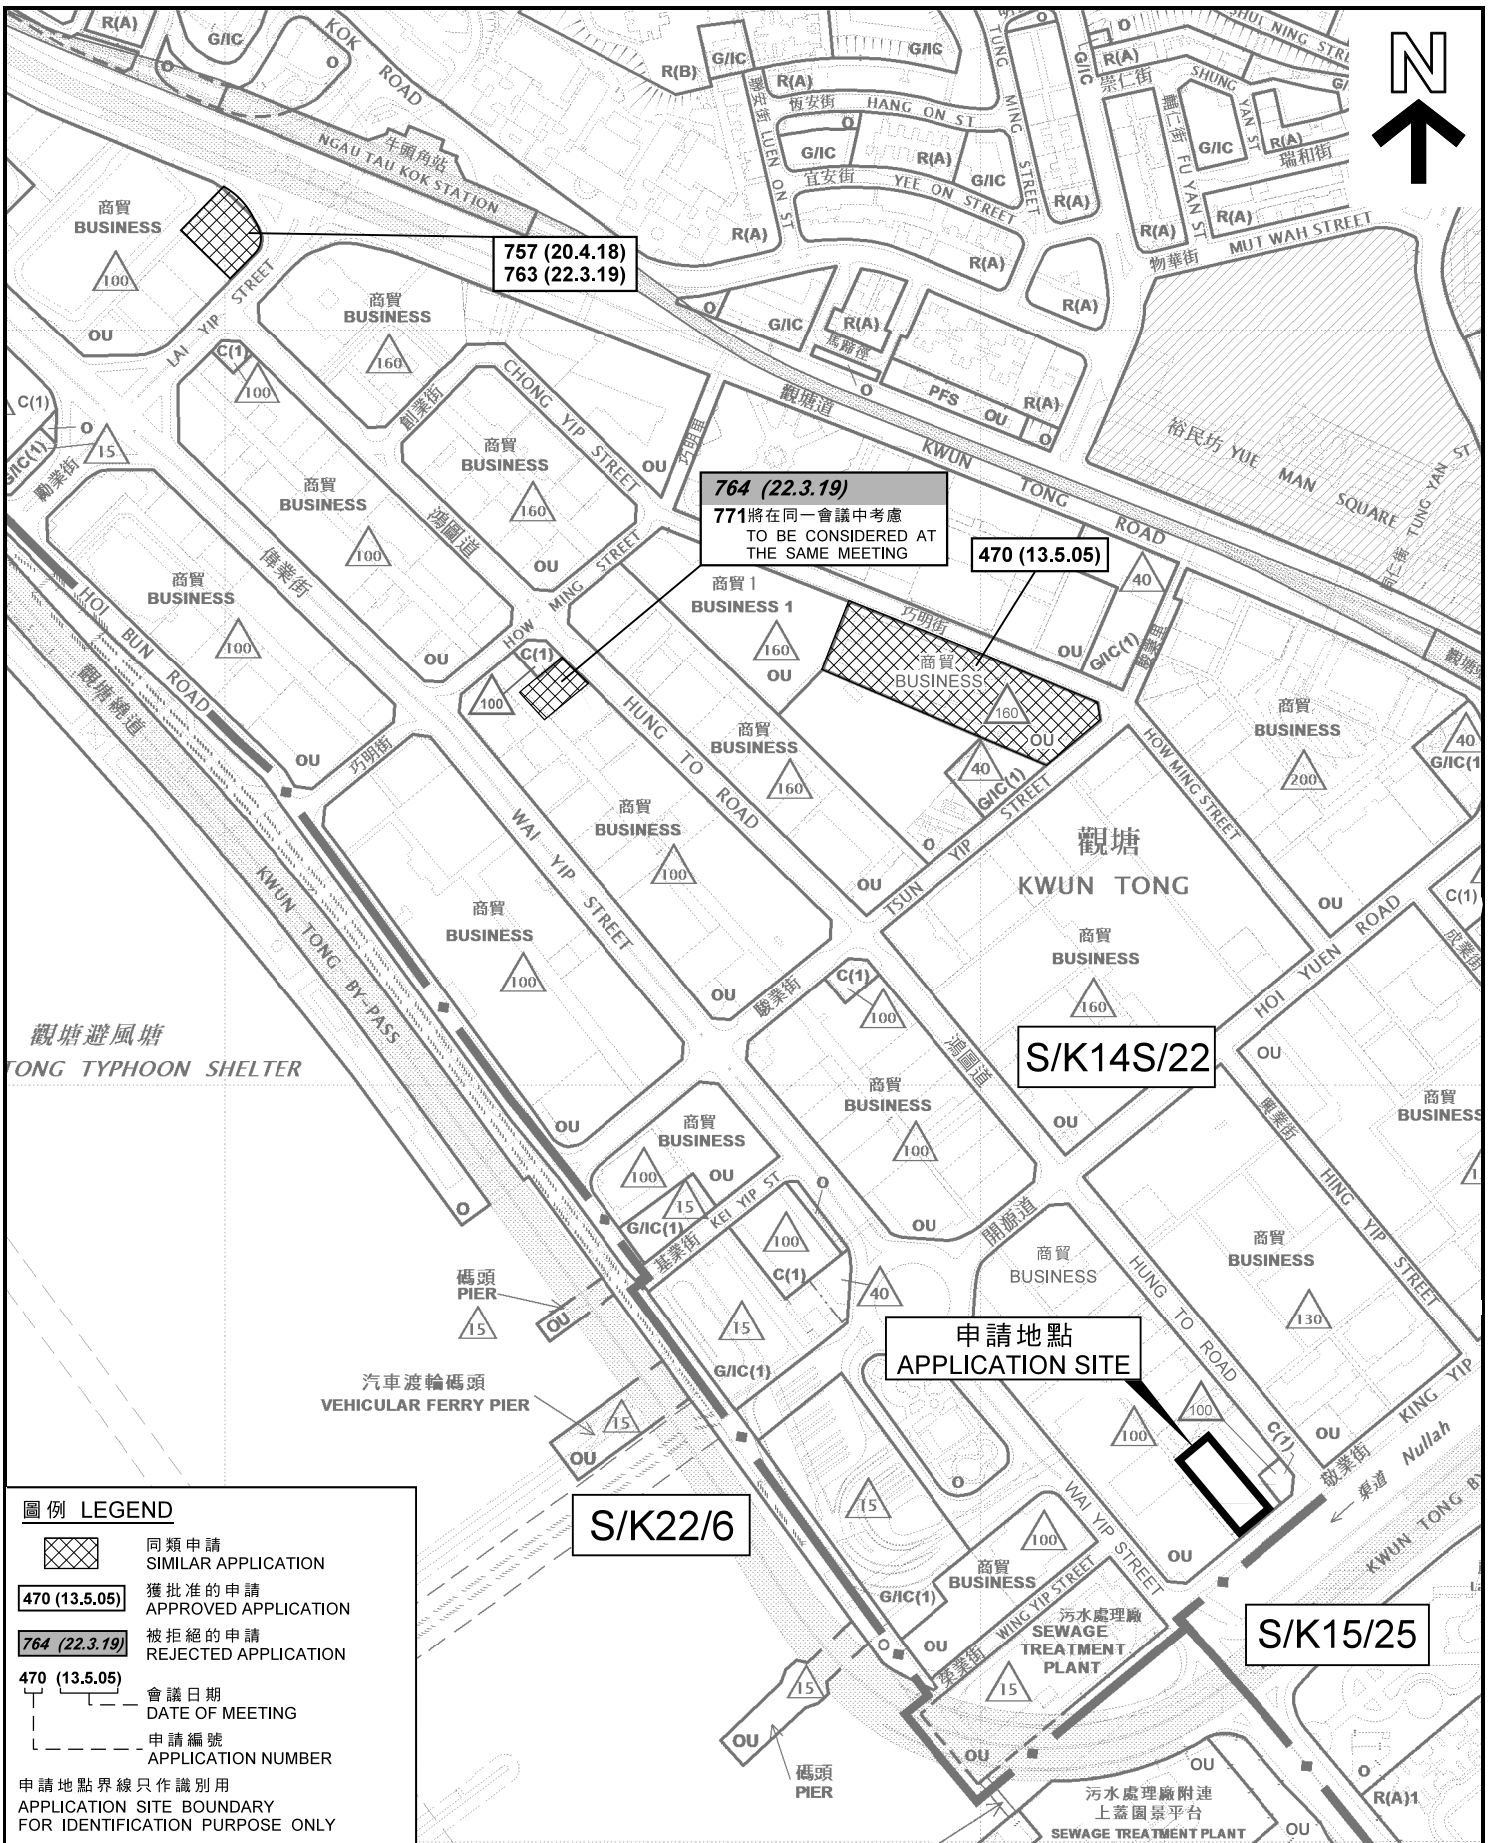 R(A)
G/IC
O
O
KOK ROAD
R(B)
G/IC
R(A)
G/IC
恆安街 HANG ON ST
O
G/IC
R(A)
G/IC
宜安街 YEE ON STREET
LUEN ON ST
R(A)
R(A)
TUNG MING STREET
O
G/IC
O
R(A)
崇仁街
SHUI NING STRE
SHUNG YAN ST
輔仁街 FU YAN ST
G/IC
R(A)
瑞和街
R(A)
R(A)
R(A)
物華街 MUT WAH STREET
R(A)
N
牛頭角站
NGAU TAU KOK STATION
商貿
BUSINESS
100
OU
757 (20.4.18)
763 (22.3.19)
LAI YIP STREET
商貿
BUSINESS
160
C(1)
100
O
G/IC
R(A)
馬蹄徑
O
PFS OU
R(A)
O
觀塘道
KWUN TONG ROAD
裕民坊 YUE MAN SQUARE
同仁街 TUNG YAN ST
C(1)
O
G/IC(1)
15
勵業街
創業街
CHONG YIP STREET
商貿
BUSINESS
160
OU
OU
巧明里
商貿
BUSINESS
100
鴻圖道
偉業街
764 (22.3.19)
771將在同一會議中考慮
TO BE CONSIDERED AT
THE SAME MEETING
470 (13.5.05)
40
商貿
BUSINESS
100
HOI BUN ROAD
OU
HOW MING STREET
商貿 1
BUSINESS 1
160
OU
巧明街
商貿
BUSINESS
160
OU
OU
G/IC(1)
駿業里
觀塘繞道
C(1)
100
HUNG TO ROAD
商貿
BUSINESS
160
40
G/IC(1)
TSUN YIP STREET
HOW MING STREET
商貿
BUSINESS
200
40
G/IC(1
OU
巧明街
WAI YIP STREET
商貿
BUSINESS
100
O
OU
觀塘
KWUN TONG
OU
HOI YUEN ROAD
C(1)
成業街
KWUN TONG BY-PASS
商貿
BUSINESS
100
OU
駿業街
C(1)
100
商貿
BUSINESS
160
S/K14S/22
OU
觀塘避風塘
TONG TYPHOON SHELTER
鴻圖道
OU
商貿
BUSINESS
100
OU
商貿
BUSINESS
興業街
HING YIP STREET
OU
商貿
BUSINESS
100
OU
15
G/IC(1)
KEI YIP ST
基業街
O
100
C(1)
40
OU
開源道
商貿
BUSINESS
HUNG TO ROAD
商貿
BUSINESS
130
O
碼頭
PIER
15
OU
15
G/IC(1)
申請地點
APPLICATION SITE
汽車渡輪碼頭
VEHICULAR FERRY PIER
15
OU
100
100
C(1)
OU
KING YIP
敬業街
渠道 Nullah
KWUN TONG B
O
15
WAI YIP STREET
OU
S/K22/6
商貿
BUSINESS
100
G/IC(1)
WING YIP STREET
榮業街
OU
污水處理廠
SEWAGE
TREATMENT
PLANT
15
S/K15/25
15
OU
碼頭
PIER
OU
OU
污水處理廠附連
上蓋園景平台
SEWAGE TREATMENT PLANT
OU
O
R(A)1
圖例 LEGEND
同類申請
SIMILAR APPLICATION
470 (13.5.05)
獲批准的申請
APPROVED APPLICATION
764 (22.3.19)
被拒絕的申請
REJECTED APPLICATION
470 (13.5.05)
會議日期
DATE OF MEETING
申請編號
APPLICATION NUMBER
申請地點界線只作識別用
APPLICATION SITE BOUNDARY
FOR IDENTIFICATION PURPOSE ONLY